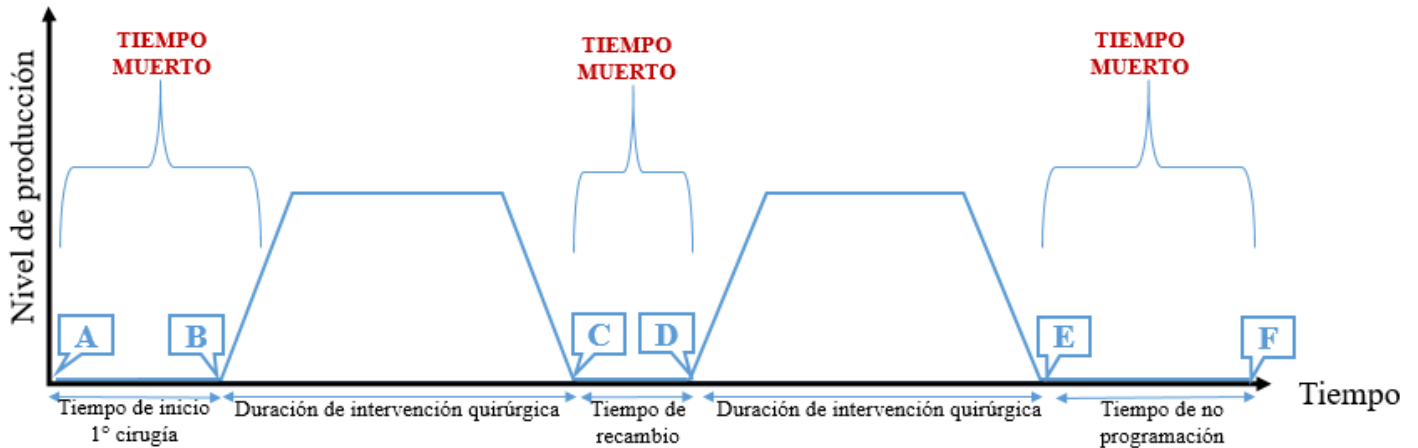 Nivel de producción
TIEMPO
MUERTO
TIEMPO
MUERTO
TIEMPO
MUERTO
A
B
C
D
E
F
Tiempo
Tiempo de inicio
1° cirugía
Duración de intervención quirúrgica
Tiempo de
recambio
Duración de intervención quirúrgica
Tiempo de no
programación